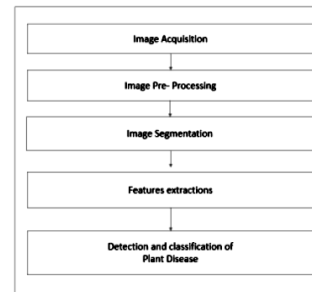 Image Acquisition
Image Pre- Processing
Image Segmentation
Features extractions
Detection and classification of
Plant Disease